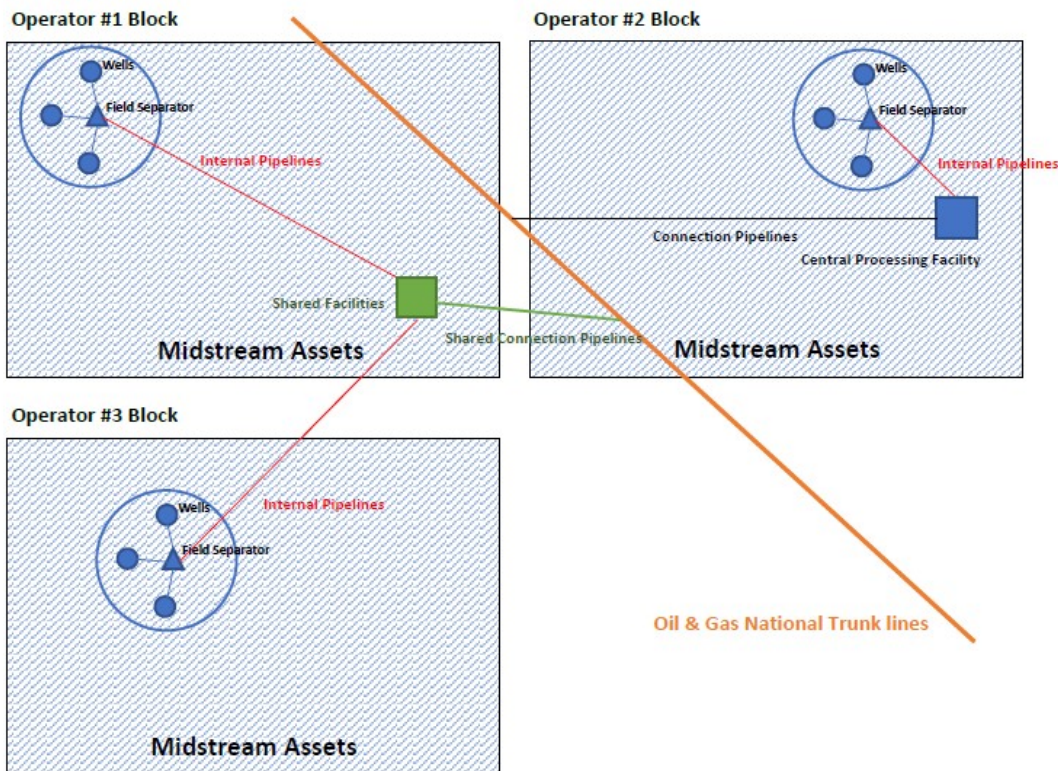 Operator #1 Block
Wells
Field Separator
Internal Pipelines
Shared Facilities
Midstream Assets
Operator #2 Block
Wells
Field Separator
Internal Pipelines
Connection Pipelines
Central Processing Facility
Shared Connection Pipelines
Midstream Assets
Operator #3 Block
Wells
Internal Pipelines
Field Separator
Oil & Gas National Trunk lines
Midstream Assets